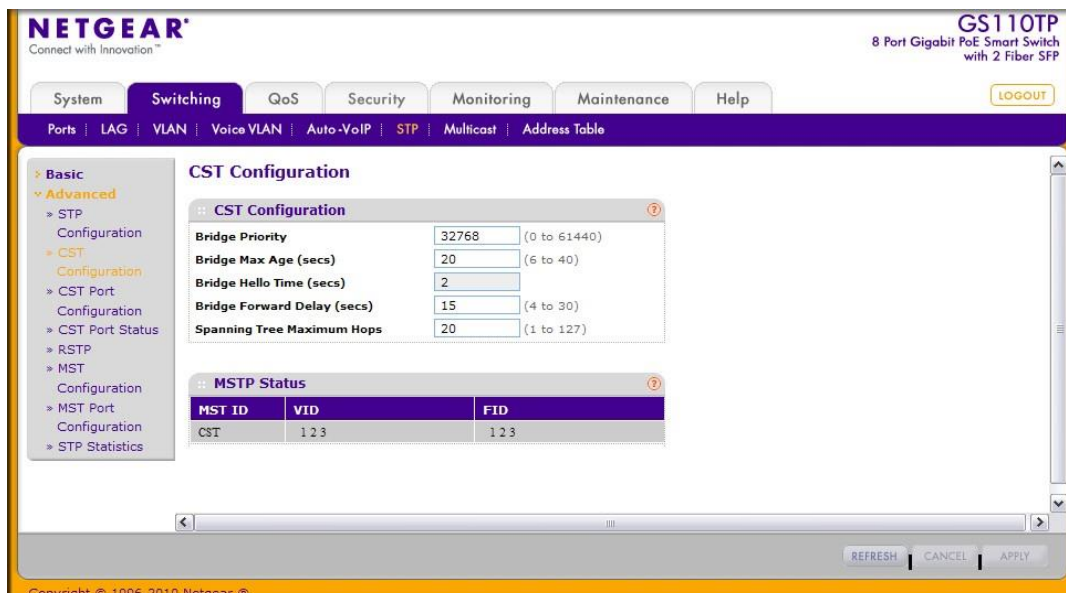 NETGEAR®
Connect with Innovation™
GS110TP
8 Port Gigabit PoE Smart Switch
with 2 Fiber SFP
System Switching QoS Security Monitoring Maintenance Help LOGOUT
Ports | LAG | VLAN | Voice VLAN | Auto-VoIP | STP | Multicast | Address Table
Basic
Advanced
» STP
Configuration
» CST
Configuration
» CST Port
Configuration
» CST Port Status
» RSTP
» MST
Configuration
» MST Port
Configuration
» STP Statistics
CST Configuration
CST Configuration ?
Bridge Priority 32768 (0 to 61440)
Bridge Max Age (secs) 20 (6 to 40)
Bridge Hello Time (secs) 2
Bridge Forward Delay (secs) 15 (4 to 30)
Spanning Tree Maximum Hops 20 (1 to 127)
MSTP Status ?
MST ID VID FID
CST 1 2 3 1 2 3
REFRESH CANCEL APPLY
Copyright © 1996-2010 Netgear ®